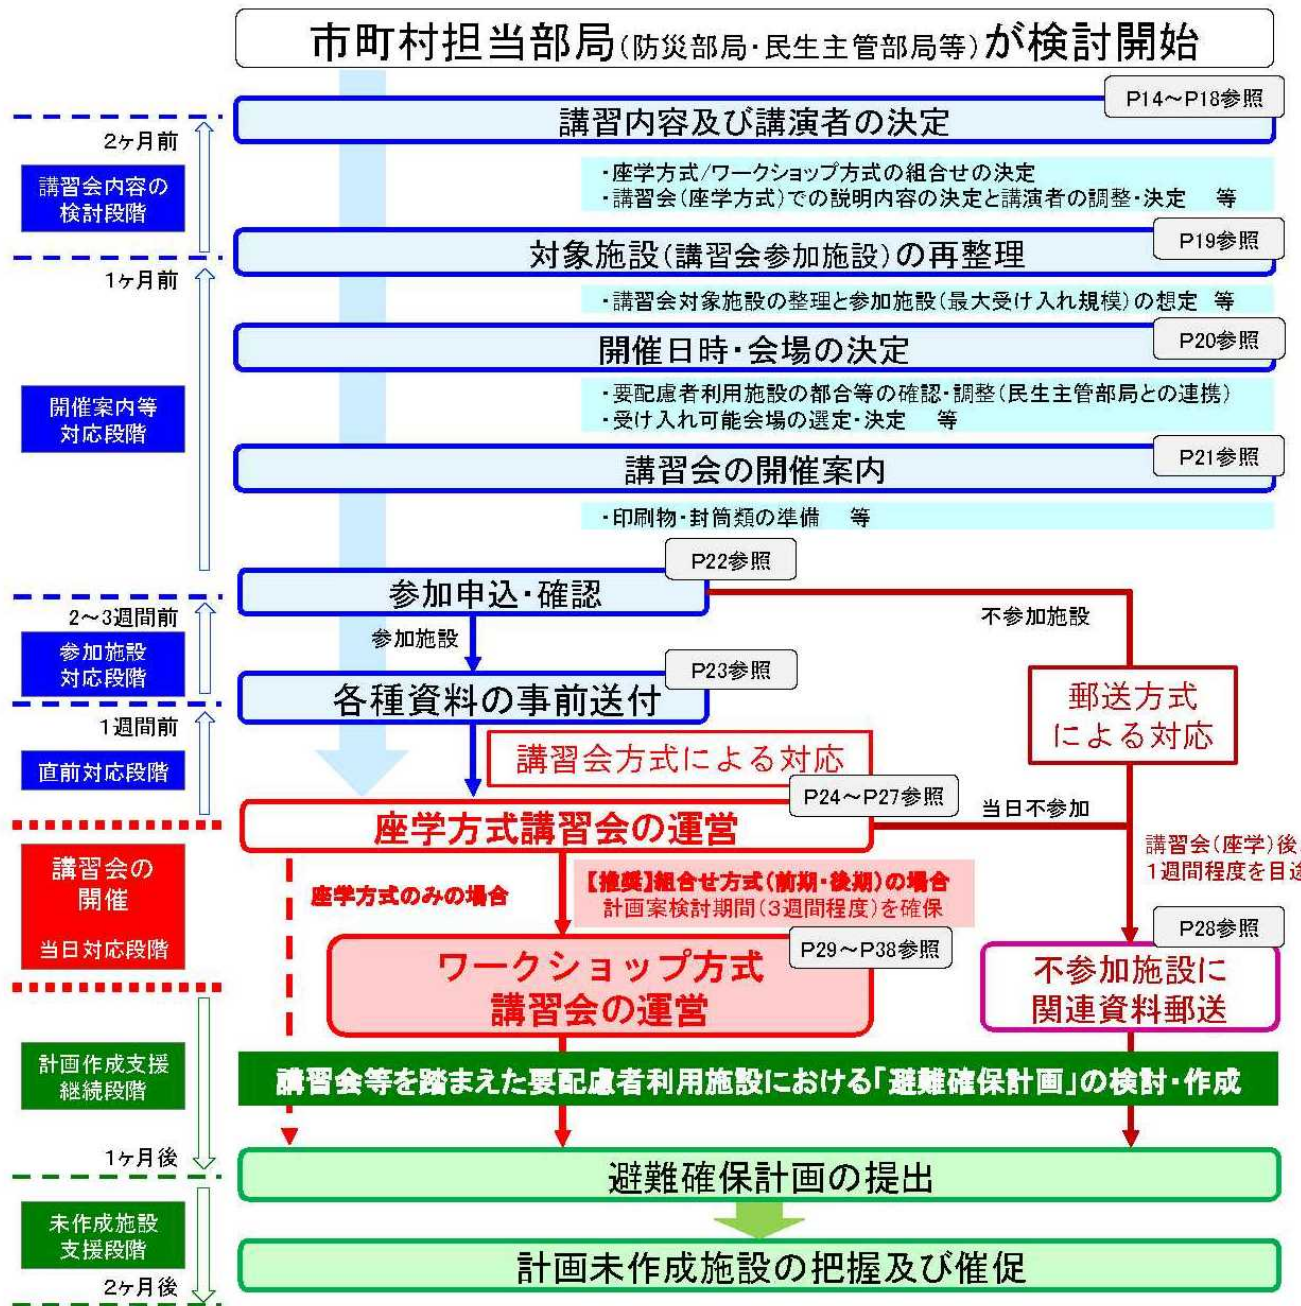 市町村担当部局(防災部局・民生主管部局等)が検討開始
P14～P18参照
講習内容及び講演者の決定
2ヶ月前
講習会内容の
検討段階
・座学方式/ワークショップ方式の組合せの決定
・講習会(座学方式)での説明内容の決定と講演者の調整・決定 等
P19参照
対象施設(講習会参加施設)の再整理
1ヶ月前
・講習会対象施設の整理と参加施設(最大受け入れ規模)の想定 等
P20参照
開催日時・会場の決定
開催案内等
対応段階
・要配慮者利用施設の都合等の確認・調整(民生主管部局との連携)
・受け入れ可能会場の選定・決定 等
P21参照
講習会の開催案内
・印刷物・封筒類の準備 等
P22参照
参加申込・確認
2～3週間前
参加施設
不参加施設
参加施設
対応段階
P23参照
各種資料の事前送付
郵送方式
による対応
1週間前
直前対応段階
講習会方式による対応
P24～P27参照
座学方式講習会の運営
当日不参加
講習会(座学)後
1週間程度を目途
講習会の
開催
当日対応段階
座学方式のみの場合
【推奨】組合せ方式(前期・後期)の場合
計画案検討期間(3週間程度)を確保
P29～P38参照
ワークショップ方式
講習会の運営
P28参照
不参加施設に
関連資料郵送
計画作成支援
継続段階
講習会等を踏まえた要配慮者利用施設における「避難確保計画」の検討・作成
1ヶ月後
避難確保計画の提出
未作成施設
支援段階
計画未作成施設の把握及び催促
2ヶ月後